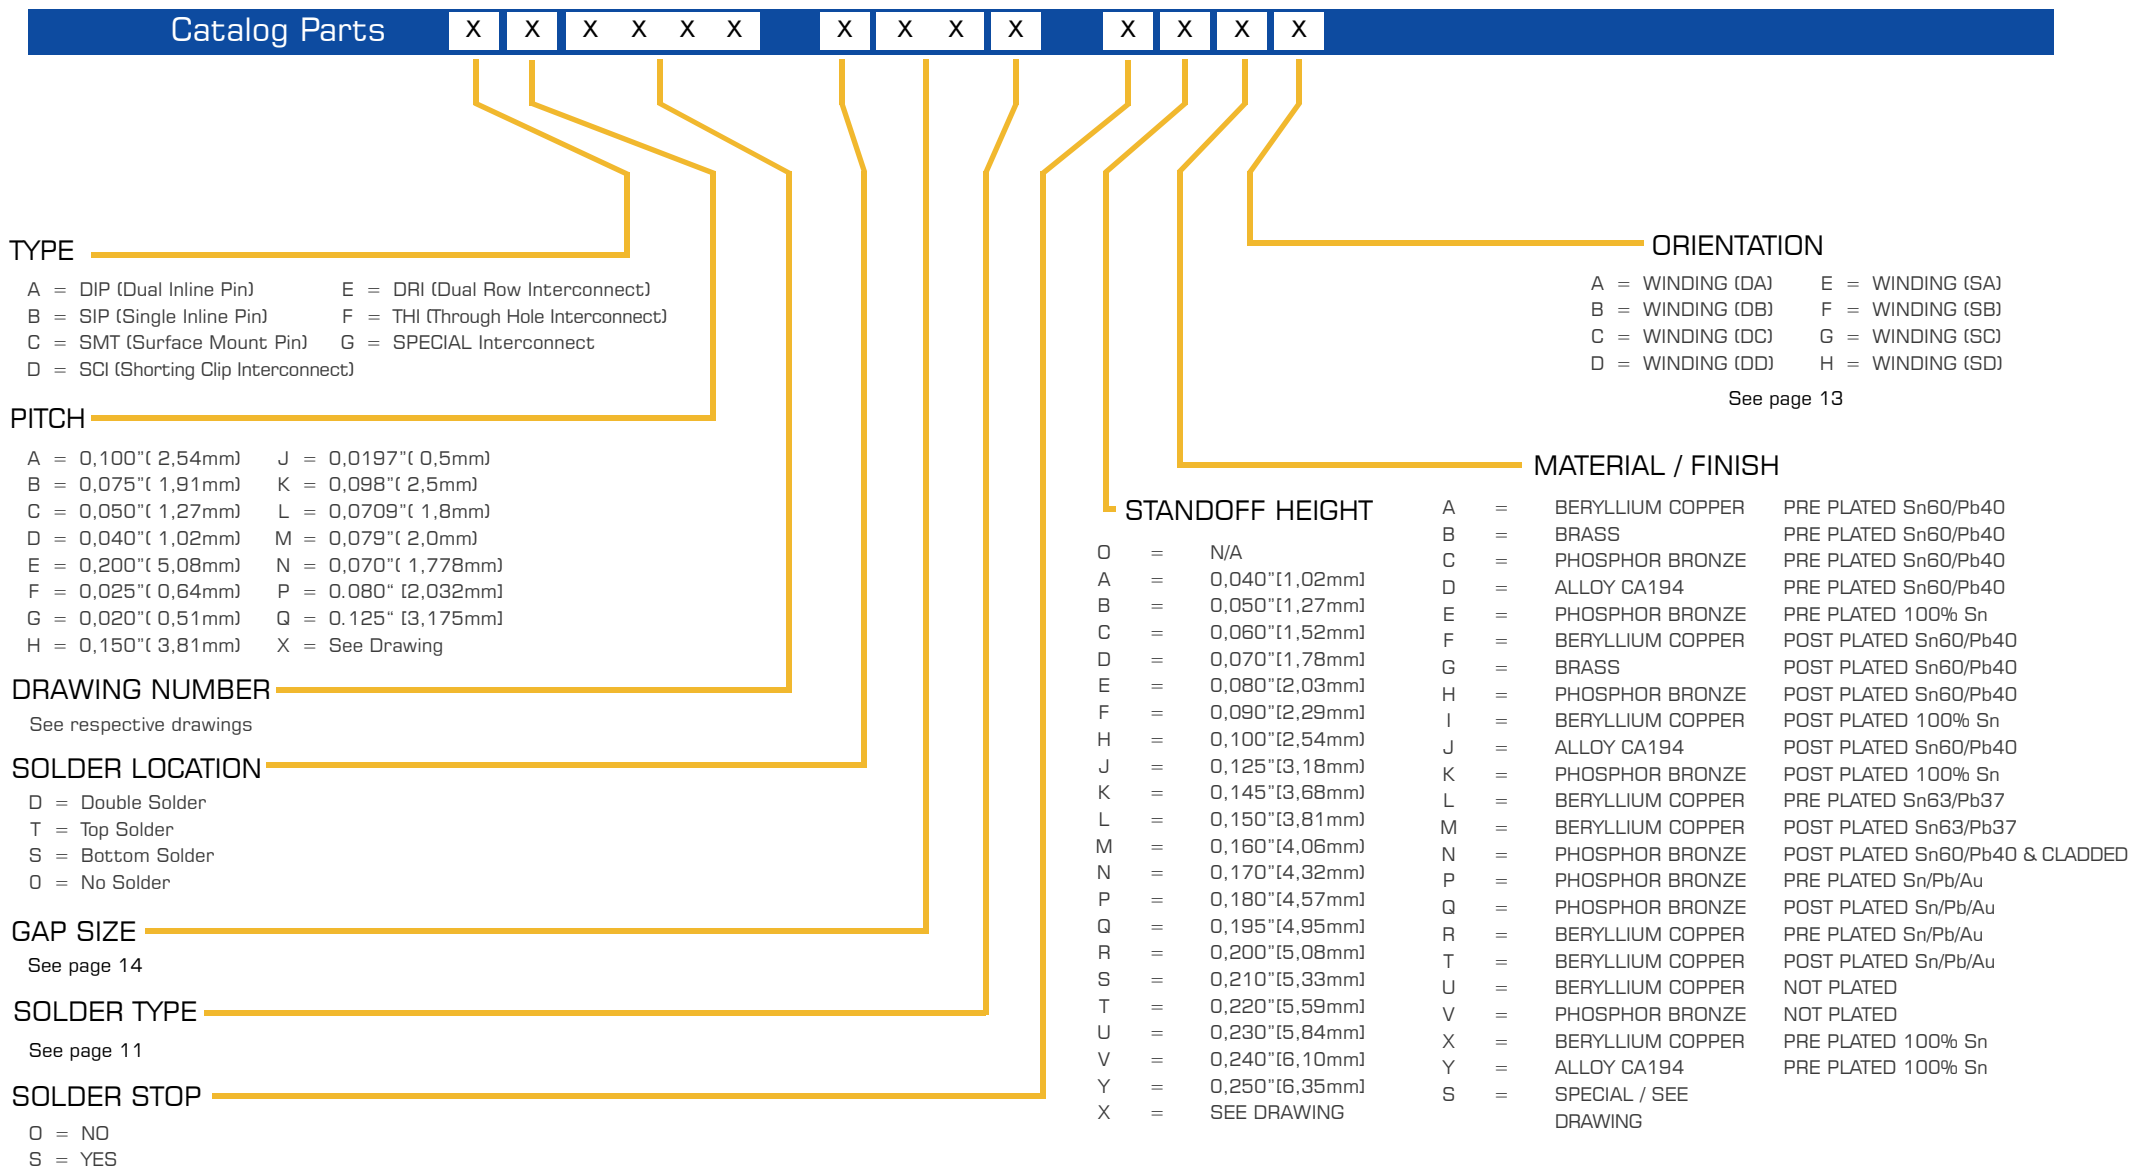 Catalog Parts X X X X X X X X X X X X X X
TYPE
A = DIP (Dual Inline Pin) E = DRI (Dual Row Interconnect)
B = SIP (Single Inline Pin) F = THI (Through Hole Interconnect)
C = SMT (Surface Mount Pin) G = SPECIAL Interconnect
D = SCI (Shorting Clip Interconnect)
PITCH
A = 0,100"( 2,54mm) J = 0,0197"( 0,5mm)
B = 0,075"( 1,91mm) K = 0,098"( 2,5mm)
C = 0,050"( 1,27mm) L = 0,0709"( 1,8mm)
D = 0,040"( 1,02mm) M = 0,079"( 2,0mm)
E = 0,200"( 5,08mm) N = 0,070"( 1,778mm)
F = 0,025"( 0,64mm) P = 0.080“ [2,032mm]
G = 0,020"( 0,51mm) Q = 0.125“ [3,175mm]
H = 0,150"( 3,81mm) X = See Drawing
DRAWING NUMBER
See respective drawings
SOLDER LOCATION
D = Double Solder
T = Top Solder
S = Bottom Solder
0 = No Solder
GAP SIZE
See page 14
SOLDER TYPE
See page 11
SOLDER STOP
O = NO
S = YES
STANDOFF HEIGHT
O = N/A
A = 0,040"[1,02mm]
B = 0,050"[1,27mm]
C = 0,060"[1,52mm]
D = 0,070"[1,78mm]
E = 0,080"[2,03mm]
F = 0,090"[2,29mm]
H = 0,100"[2,54mm)
J = 0,125"[3,18mm)
K = 0,145"[3,68mm)
L = 0,150"[3,81mm)
M = 0,160"[4,06mm)
N = 0,170"[4,32mm)
P = 0,180"[4,57mm]
Q = 0,195"[4,95mm]
R = 0,200"[5,08mm]
S = 0,210"[5,33mm]
T = 0,220"[5,59mm]
U = 0,230"[5,84mm]
V = 0,240"[6,10mm]
Y = 0,250"[6,35mm]
X = SEE DRAWING
MATERIAL / FINISH
A = BERYLLIUM COPPER PRE PLATED Sn60/Pb40
B = BRASS PRE PLATED Sn60/Pb40
C = PHOSPHOR BRONZE PRE PLATED Sn60/Pb40
D = ALLOY CA194 PRE PLATED Sn60/Pb40
E = PHOSPHOR BRONZE PRE PLATED 100% Sn
F = BERYLLIUM COPPER POST PLATED Sn60/Pb40
G = BRASS POST PLATED Sn60/Pb40
H = PHOSPHOR BRONZE POST PLATED Sn60/Pb40
I = BERYLLIUM COPPER POST PLATED 100% Sn
J = ALLOY CA194 POST PLATED Sn60/Pb40
K = PHOSPHOR BRONZE POST PLATED 100% Sn
L = BERYLLIUM COPPER PRE PLATED Sn63/Pb37
M = BERYLLIUM COPPER POST PLATED Sn63/Pb37
N = PHOSPHOR BRONZE POST PLATED Sn60/Pb40 & CLADDED
P = PHOSPHOR BRONZE PRE PLATED Sn/Pb/Au
Q = PHOSPHOR BRONZE POST PLATED Sn/Pb/Au
R = BERYLLIUM COPPER PRE PLATED Sn/Pb/Au
T = BERYLLIUM COPPER POST PLATED Sn/Pb/Au
U = BERYLLIUM COPPER NOT PLATED
V = PHOSPHOR BRONZE NOT PLATED
X = BERYLLIUM COPPER PRE PLATED 100% Sn
Y = ALLOY CA194 PRE PLATED 100% Sn
S = SPECIAL / SEE
DRAWING
ORIENTATION
A = WINDING (DA) E = WINDING (SA)
B = WINDING (DB) F = WINDING (SB)
C = WINDING (DC) G = WINDING (SC)
D = WINDING (DD) H = WINDING (SD)
See page 13